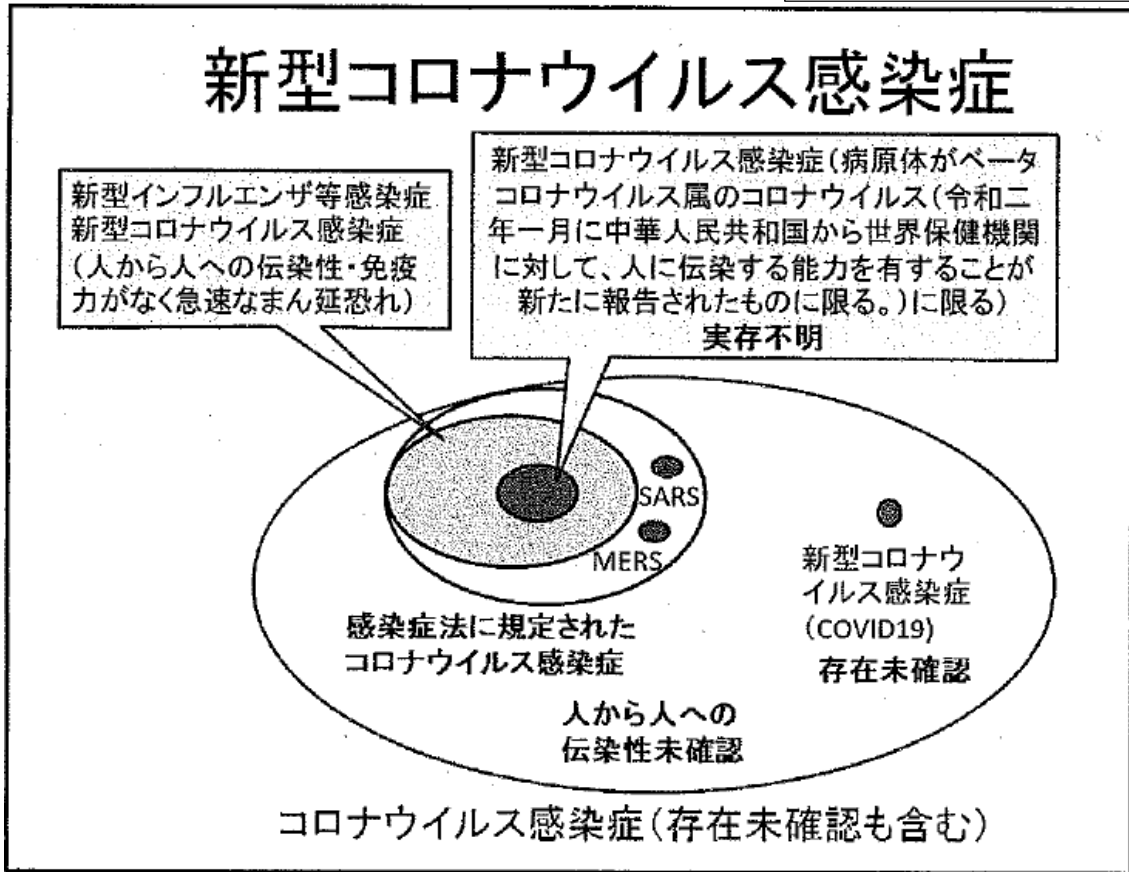 新型コロナウイルス感染症
新型インフルエンザ等感染症
新型コロナウイルス感染症
(人から人への伝染性・免疫
力がなく急速なまん延恐れ)
新型コロナウイルス感染症(病原体がベータ
コロナウイルス属のコロナウイルス(令和二
年一月に中華人民共和国から世界保健機関
に対して、人に伝染する能力を有することが
新たに報告されたものに限る。)に限る)
実存不明
SARS
MERS
新型コロナウ
イルス感染症
(COVID19)
存在未確認
感染症法に規定された
コロナウイルス感染症
人から人への
伝染性未確認
コロナウイルス感染症(存在未確認も含む)